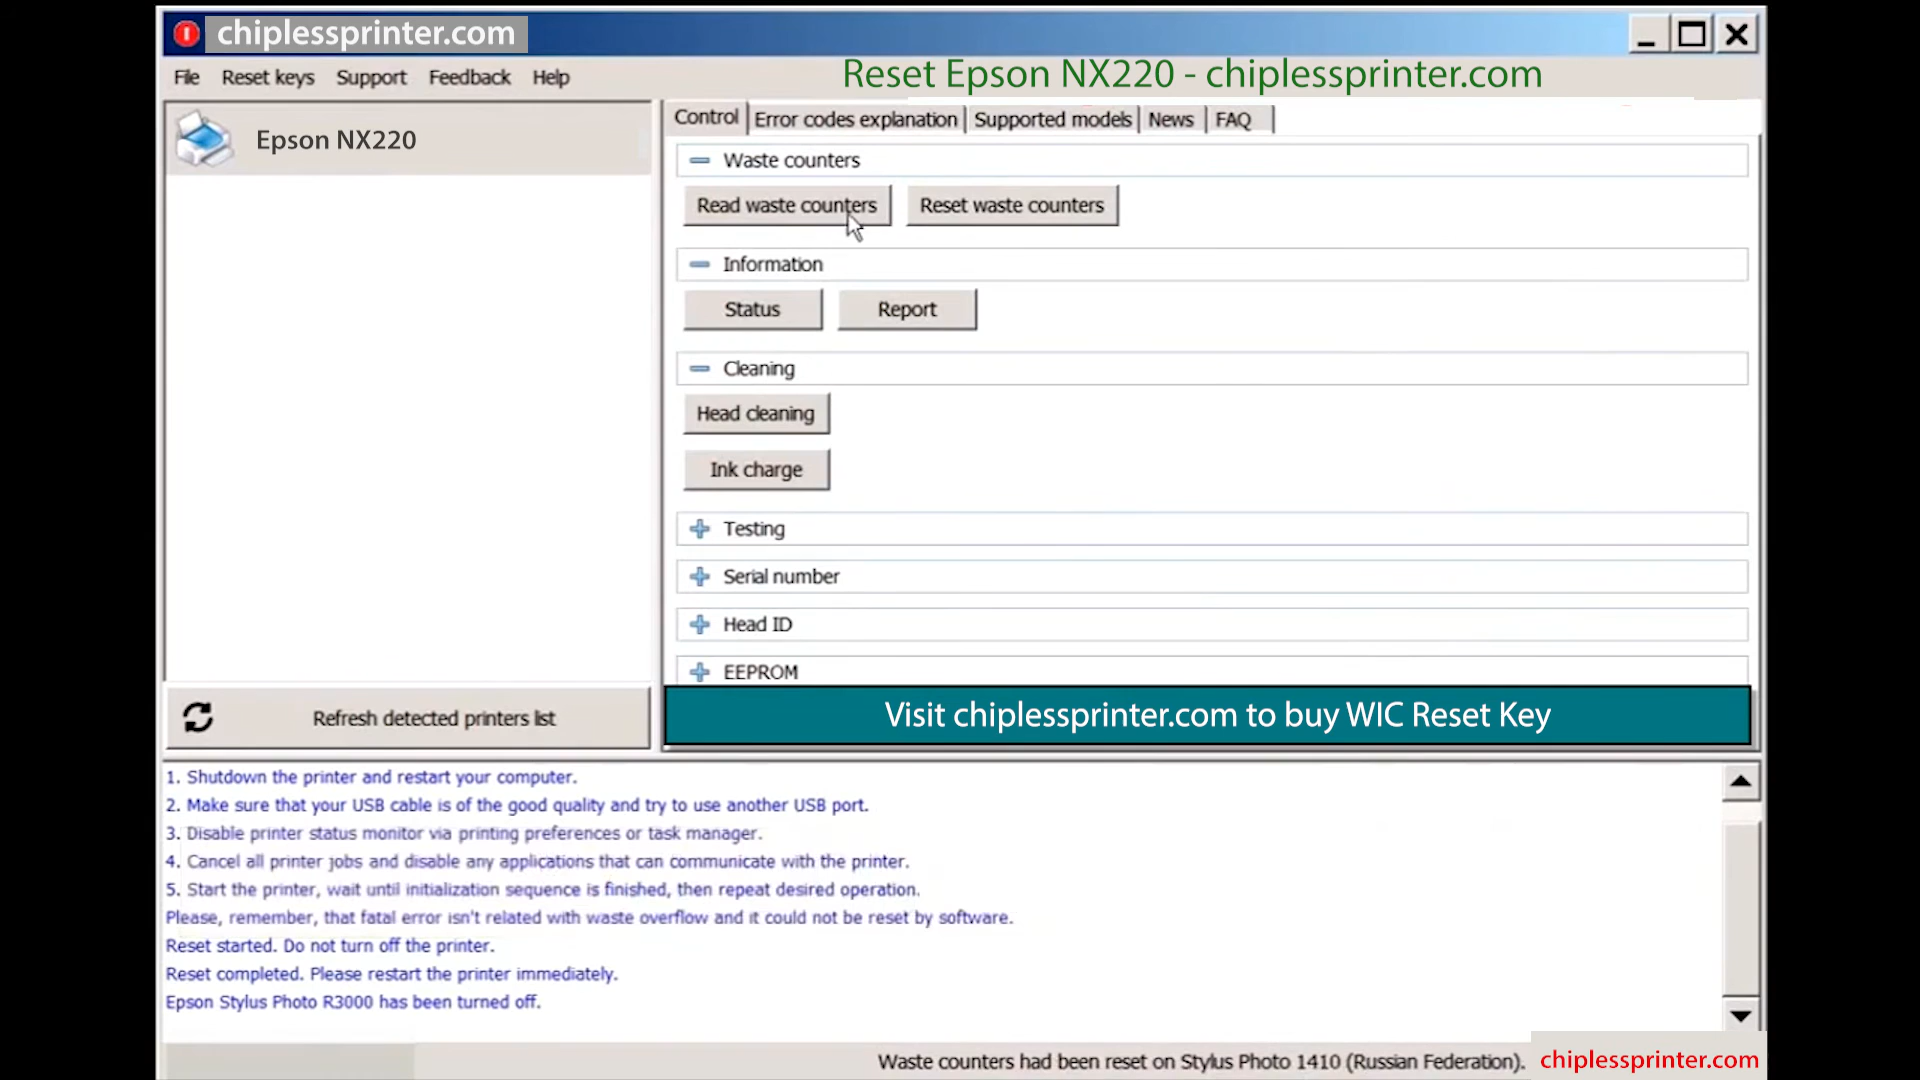 chiplessprinter.com
File Reset keys Support Feedback Help
Reset Epson NX220 - chiplessprinter.com
Epson NX220
Control Error codes explanation Supported models News FAQ
Waste counters
Read waste counters Reset waste counters
Information
Status Report
Cleaning
Head cleaning
Ink charge
Testing
Serial number
Head ID
EEPROM
Refresh detected printers list
Visit chiplessprinter.com to buy WIC Reset Key
1. Shutdown the printer and restart your computer.
2. Make sure that your USB cable is of the good quality and try to use another USB port.
3. Disable printer status monitor via printing preferences or task manager.
4. Cancel all printer jobs and disable any applications that can communicate with the printer.
5. Start the printer, wait until initialization sequence is finished, then repeat desired operation.
Please, remember, that fatal error isn't related with waste overflow and it could not be reset by software.
Reset started. Do not turn off the printer.
Reset completed. Please restart the printer immediately.
Epson Stylus Photo R3000 has been turned off.
Waste counters had been reset on Stylus Photo 1410 (Russian Federation).
chiplessprinter.com